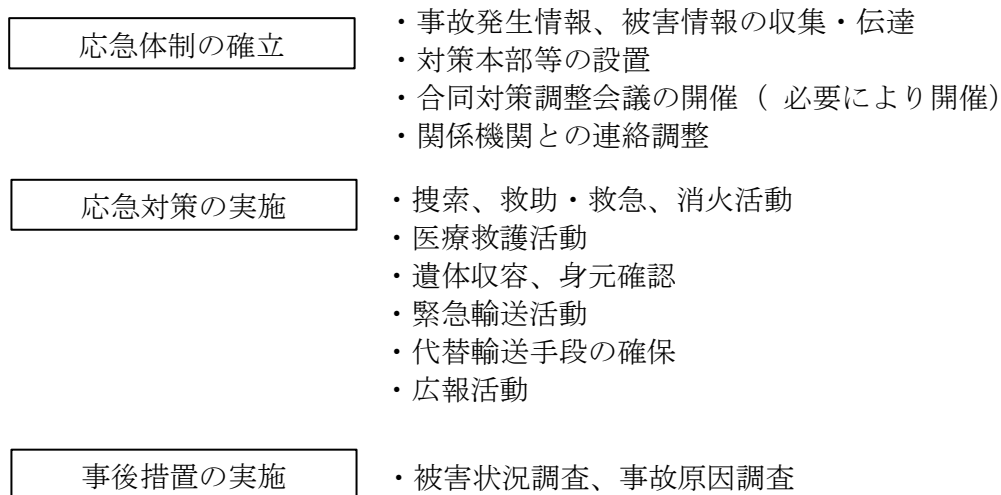 応急体制の確立
・事故発生情報、被害情報の収集・伝達
・対策本部等の設置
・合同対策調整会議の開催（ 必要により開催）
・関係機関との連絡調整
応急対策の実施
・捜索、救助・救急、消火活動
・医療救護活動
・遺体収容、身元確認
・緊急輸送活動
・代替輸送手段の確保
・広報活動
事後措置の実施
・被害状況調査、事故原因調査